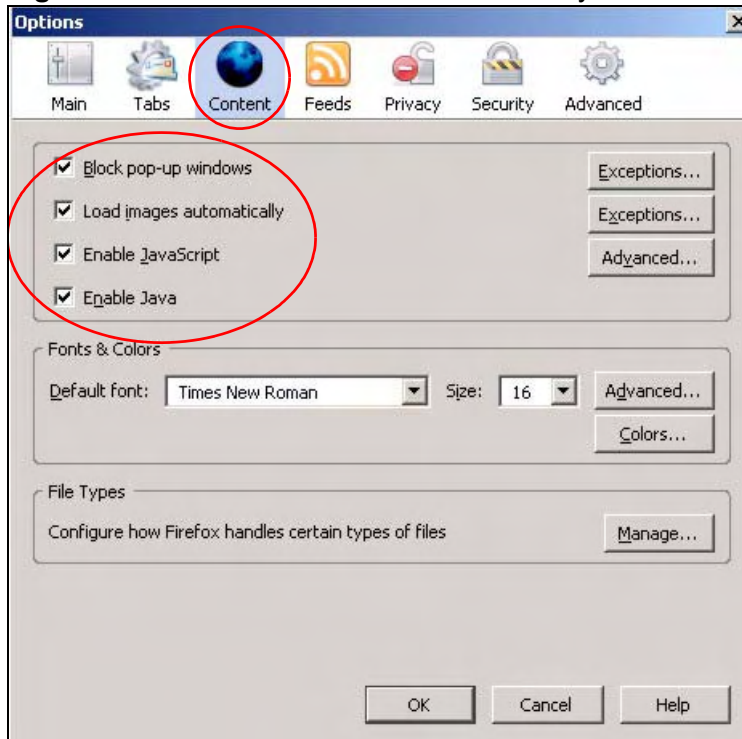 Options
Main Tabs Content Feeds Privacy Security Advanced
Block pop-up windows Exceptions...
Load images automatically Exceptions...
Enable JavaScript Advanced...
Enable Java
Fonts & Colors
Default font: Times New Roman Size: 16 Advanced...
Colors...
File Types
Configure how Firefox handles certain types of files Manage...
OK Cancel Help